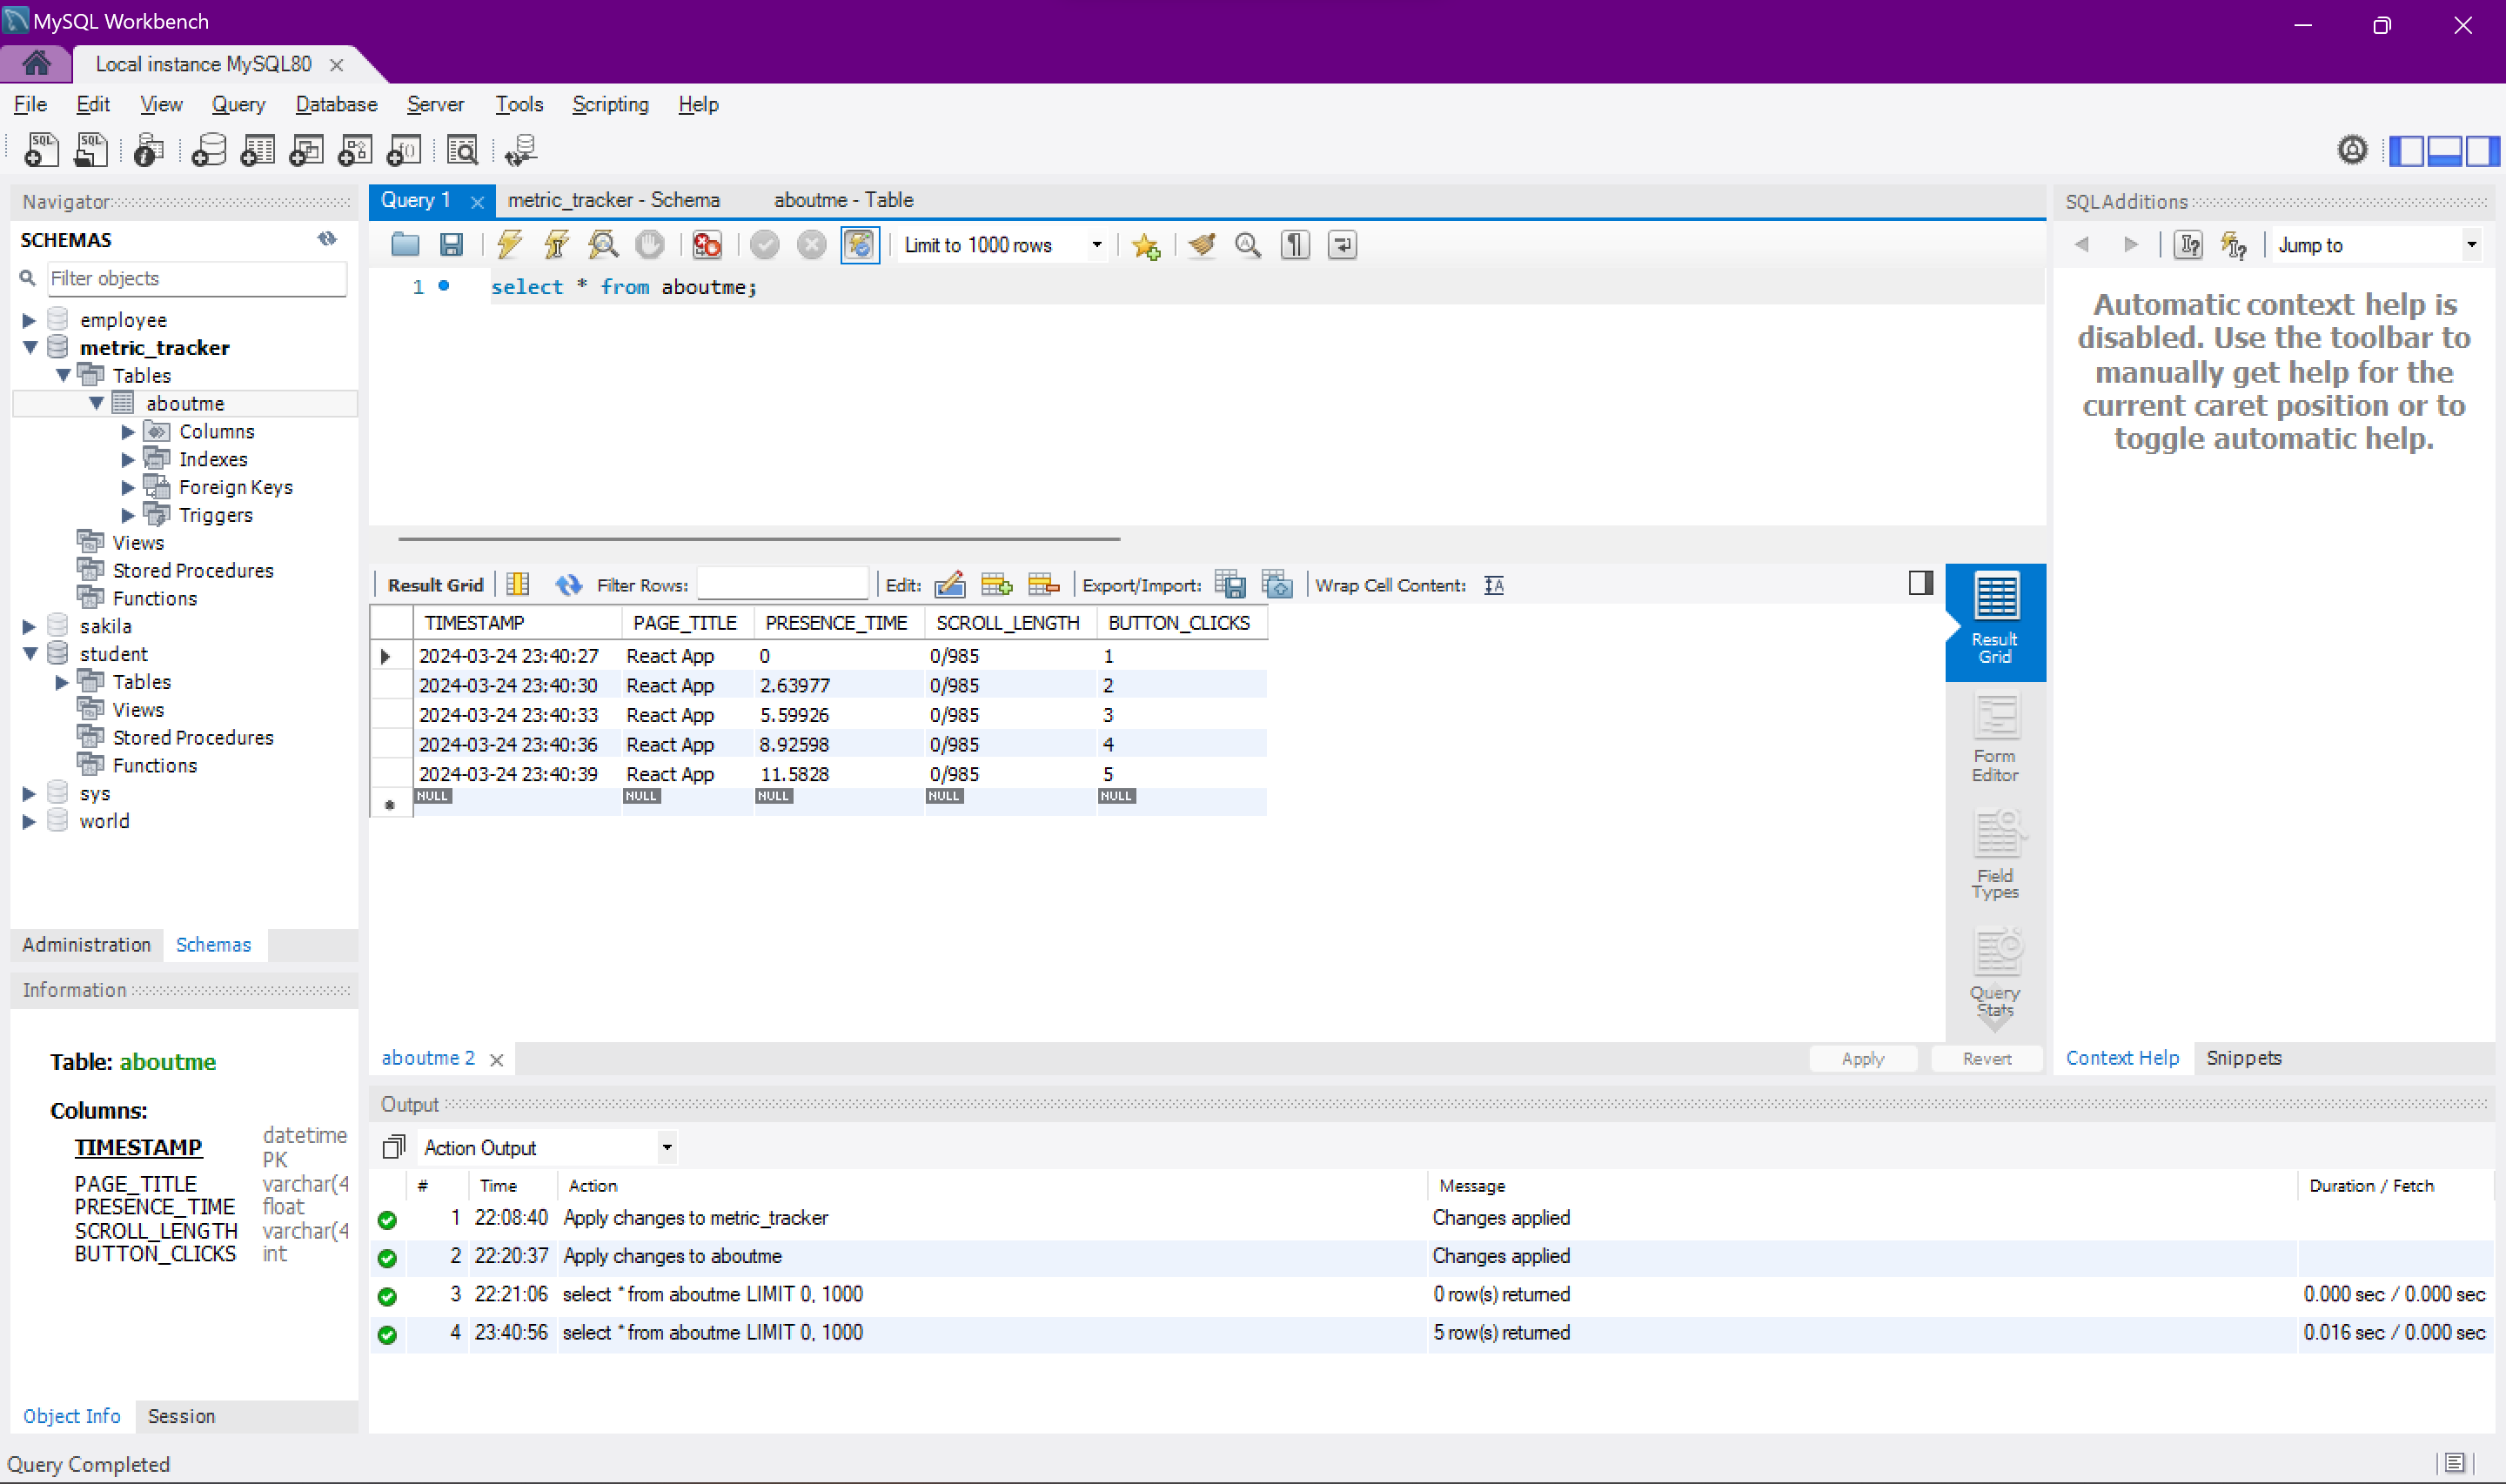 MySQL Workbench
Local instance MySQL80
File Edit View Query Database Server Tools Scripting Help
Navigator
SCHEMAS
Filter objects
employee
metric_tracker
Tables
aboutme
Columns
Indexes
Foreign Keys
Triggers
Views
Stored Procedures
Functions
sakila
student
Tables
Views
Stored Procedures
Functions
sys
world
Administration Schemas
Information
Table: aboutme
Columns:
TIMESTAMP datetime PK
PAGE_TITLE varchar(4
PRESENCE_TIME float
SCROLL_LENGTH varchar(4
BUTTON_CLICKS int
Object Info Session
Query Completed
Query 1 metric_tracker - Schema aboutme - Table
Limit to 1000 rows
1 select * from aboutme;
Result Grid Filter Rows: Edit: Export/Import: Wrap Cell Content:
TIMESTAMP PAGE_TITLE PRESENCE_TIME SCROLL_LENGTH BUTTON_CLICKS
2024-03-24 23:40:27 React App 0 0/985 1
2024-03-24 23:40:30 React App 2.63977 0/985 2
2024-03-24 23:40:33 React App 5.59926 0/985 3
2024-03-24 23:40:36 React App 8.92598 0/985 4
2024-03-24 23:40:39 React App 11.5828 0/985 5
NULL NULL NULL NULL NULL
Result
Grid
Form
Editor
Field
Types
Query
Stats
aboutme 2 Apply Revert
Output
Action Output
# Time Action Message Duration / Fetch
1 22:08:40 Apply changes to metric_tracker Changes applied
2 22:20:37 Apply changes to aboutme Changes applied
3 22:21:06 select * from aboutme LIMIT 0, 1000 0 row(s) returned 0.000 sec / 0.000 sec
4 23:40:56 select * from aboutme LIMIT 0, 1000 5 row(s) returned 0.016 sec / 0.000 sec
SQLAdditions
Jump to
Automatic context help is
disabled. Use the toolbar to
manually get help for the
current caret position or to
toggle automatic help.
Context Help Snippets